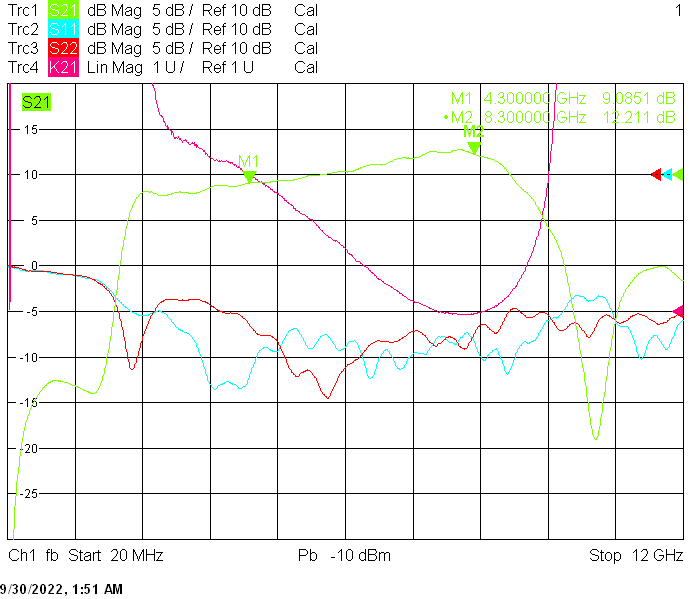 Trc1 S21 dB Mag 5 dB / Ref 10 dB Cal 1
Trc2 S11 dB Mag 5 dB / Ref 10 dB Cal
Trc3 S22 dB Mag 5 dB / Ref 10 dB Cal
Trc4 K21 Lin Mag 1 U / Ref 1 U Cal
S21
M1 4.300000 GHz 9.0851 dB
•M2 8.300000 GHz 12.211 dB
M2
15
M1
10
5
0
-5
-10
-15
-20
-25
Ch1 fb Start 20 MHz Pb -10 dBm Stop 12 GHz
9/30/2022, 1:51 AM